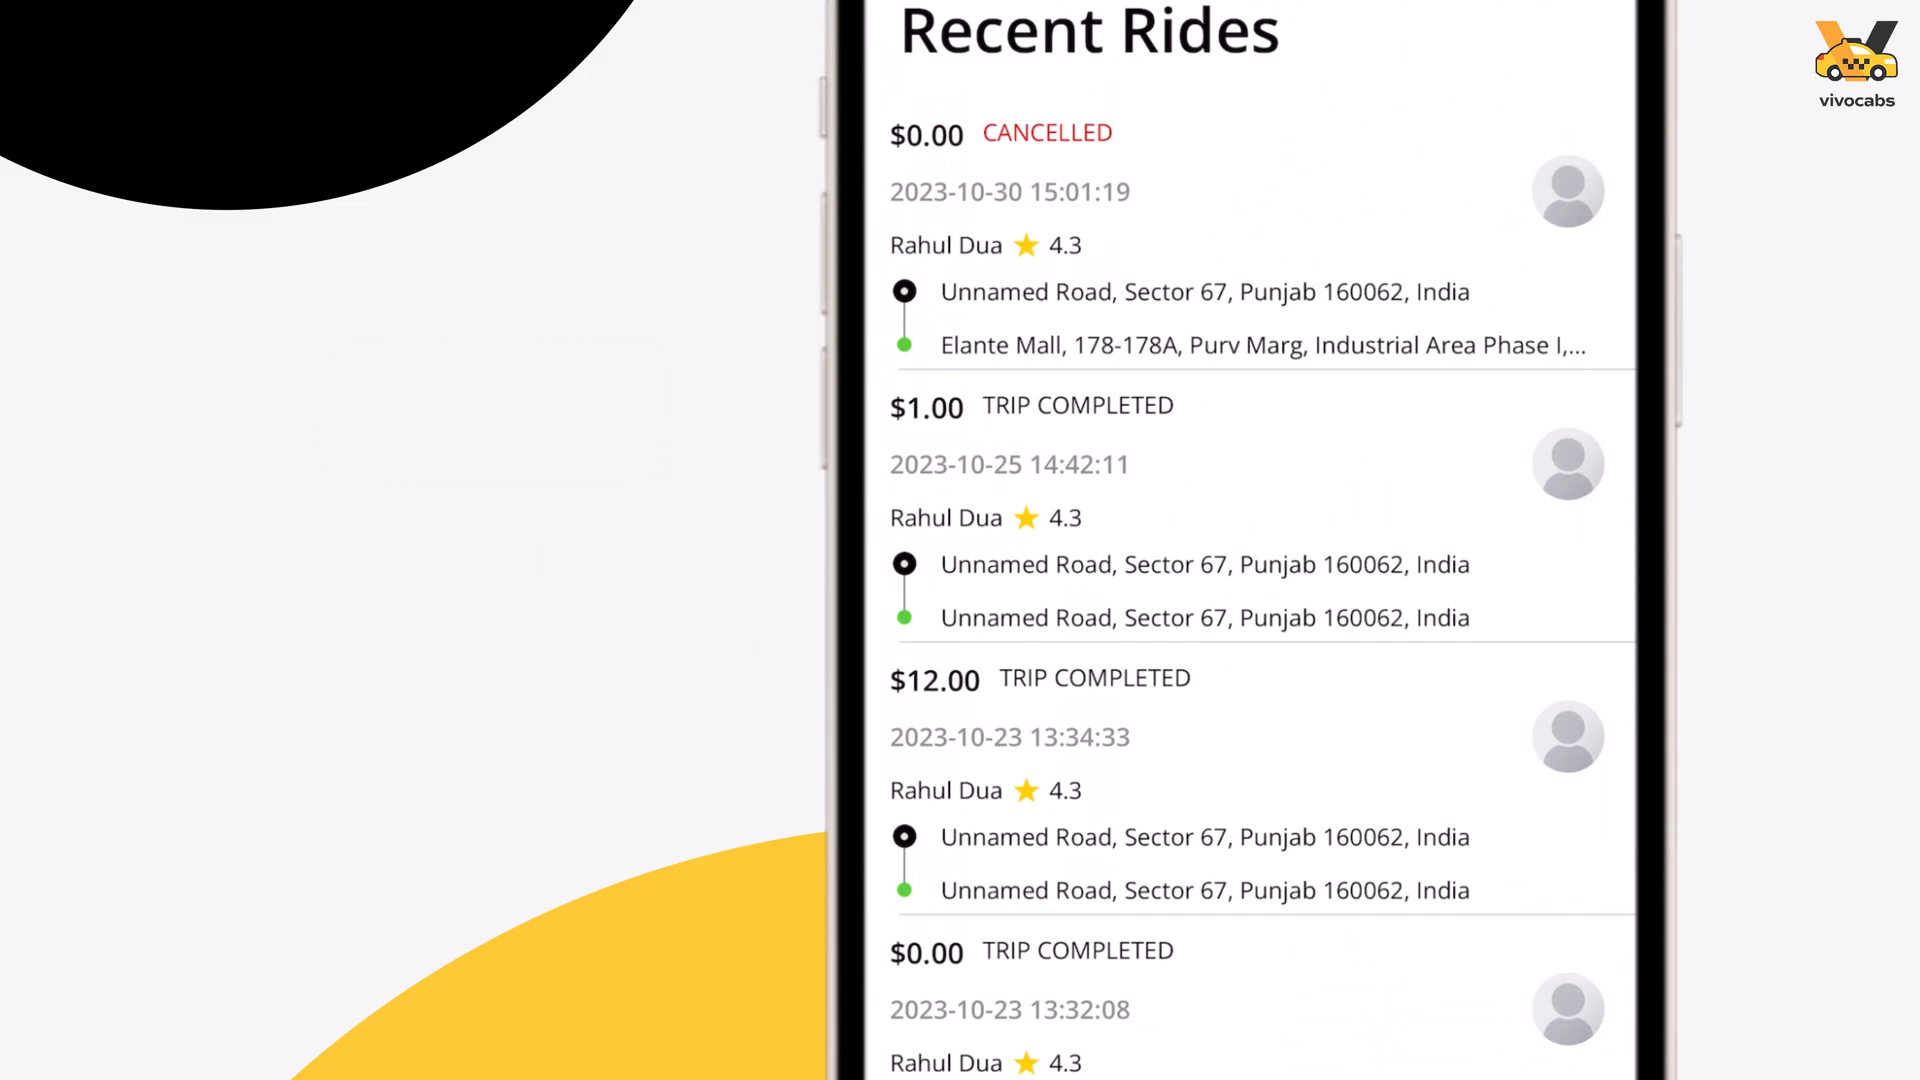 Recent Rides
vivocabs
$0.00 CANCELLED
2023-10-30 15:01:19
Rahul Dua 4.3
Unnamed Road, Sector 67, Punjab 160062, India
Elante Mall, 178-178A, Purv Marg, Industrial Area Phase I,...
$1.00 TRIP COMPLETED
2023-10-25 14:42:11
Rahul Dua 4.3
Unnamed Road, Sector 67, Punjab 160062, India
Unnamed Road, Sector 67, Punjab 160062, India
$12.00 TRIP COMPLETED
2023-10-23 13:34:33
Rahul Dua 4.3
Unnamed Road, Sector 67, Punjab 160062, India
Unnamed Road, Sector 67, Punjab 160062, India
$0.00 TRIP COMPLETED
2023-10-23 13:32:08
Rahul Dua 4.3